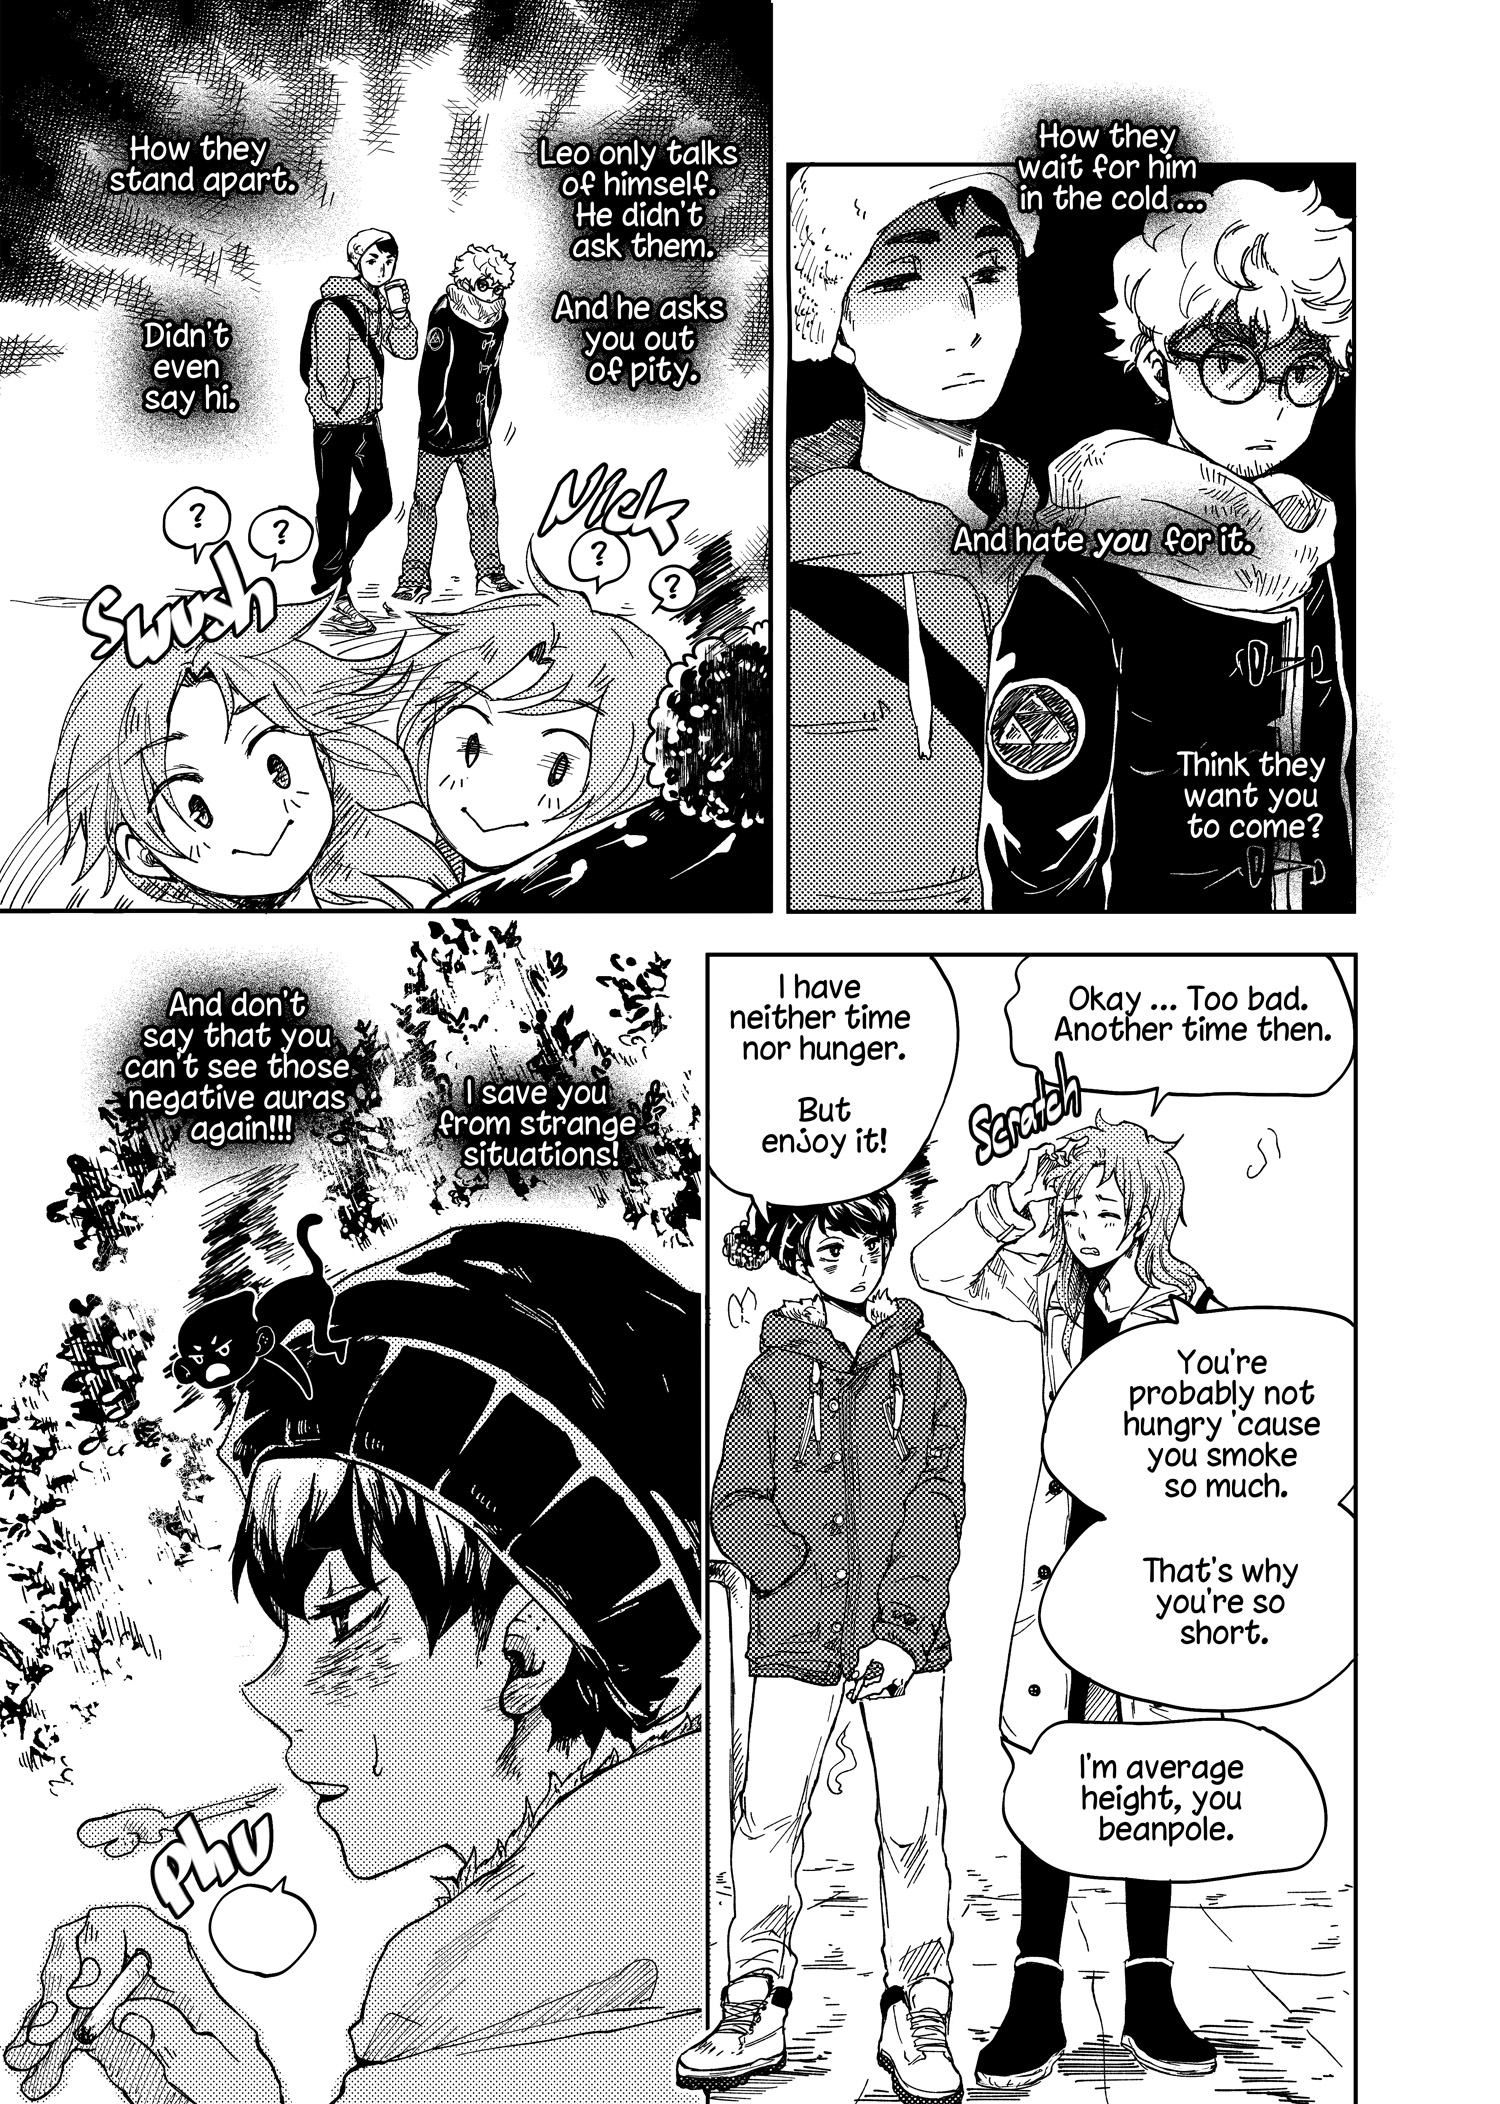 How they
stand apart.
Didn't
even
say hi.
Leo only talks
of himself.
He didn't
ask them.
And he asks
you out
of pity.
?
?
Swush
Nick
?
?
How they
wait for him
in the cold ...
And hate you for it.
Think they
want you
to come?
And don't
say that you
can't see those
negative auras
again!!!
I save you
from strange
situations!
Phu
I have
neither time
nor hunger.
But
enjoy it!
Okay ... Too bad.
Another time then.
Scratch
You're
probably not
hungry 'cause
you smoke
so much.
That's why
you're so
short.
I'm average
height, you
beanpole.